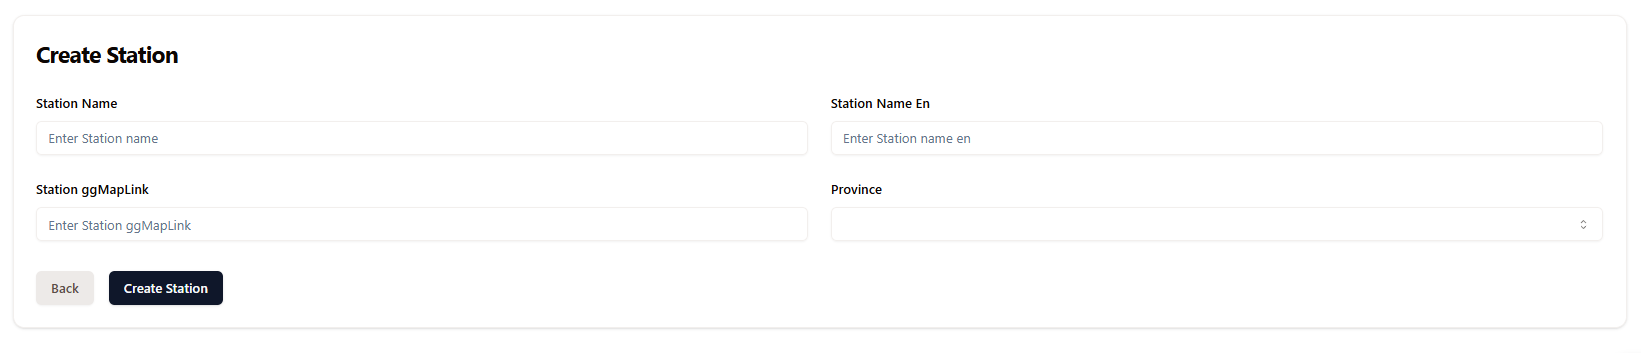 Create Station
Station Name
Station Name En
Enter Station name
Enter Station name en
Station ggMapLink
Province
Enter Station ggMapLink
Back
Create Station